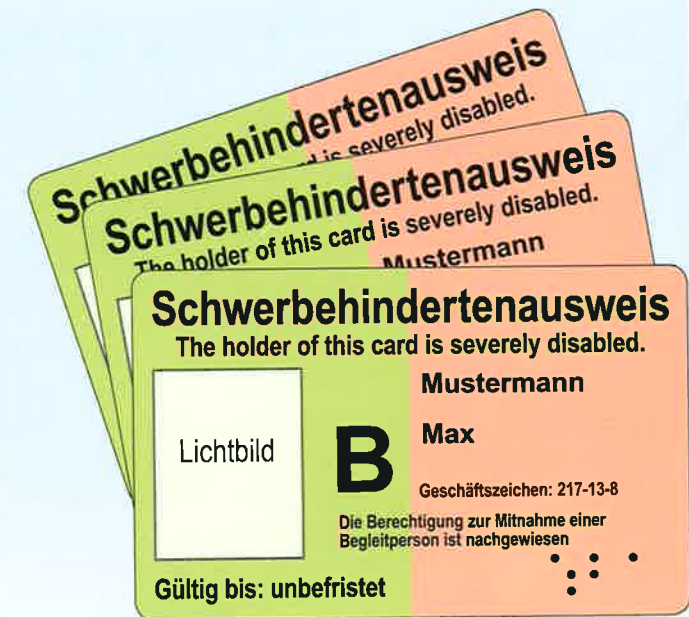 Schwerbehindertenausweis
d is severely disabled.
Schwerbehindertenausweis
The holder of this card is severely disabled.
Mustermann
Schwerbehindertenausweis
The holder of this card is severely disabled.
Mustermann
Lichtbild
B
Max
Geschäftszeichen: 217-13-8
Die Berechtigung zur Mitnahme einer
Begleitperson ist nachgewiesen
Gültig bis: unbefristet